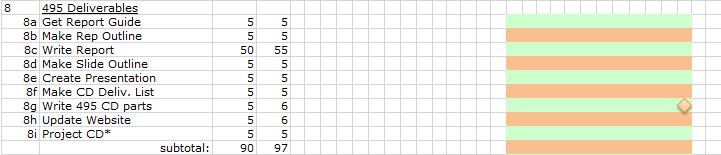 8 495 Deliverables
8a Get Report Guide 5 5
8b Make Rep Outline 5 5
8c Write Report 50 55
8d Make Slide Outline 5 5
8e Create Presentation 5 5
8f Make CD Deliv. List 5 5
8g Write 495 CD parts 5 6
8h Update Website 5 6
8i Project CD* 5 5
subtotal: 90 97